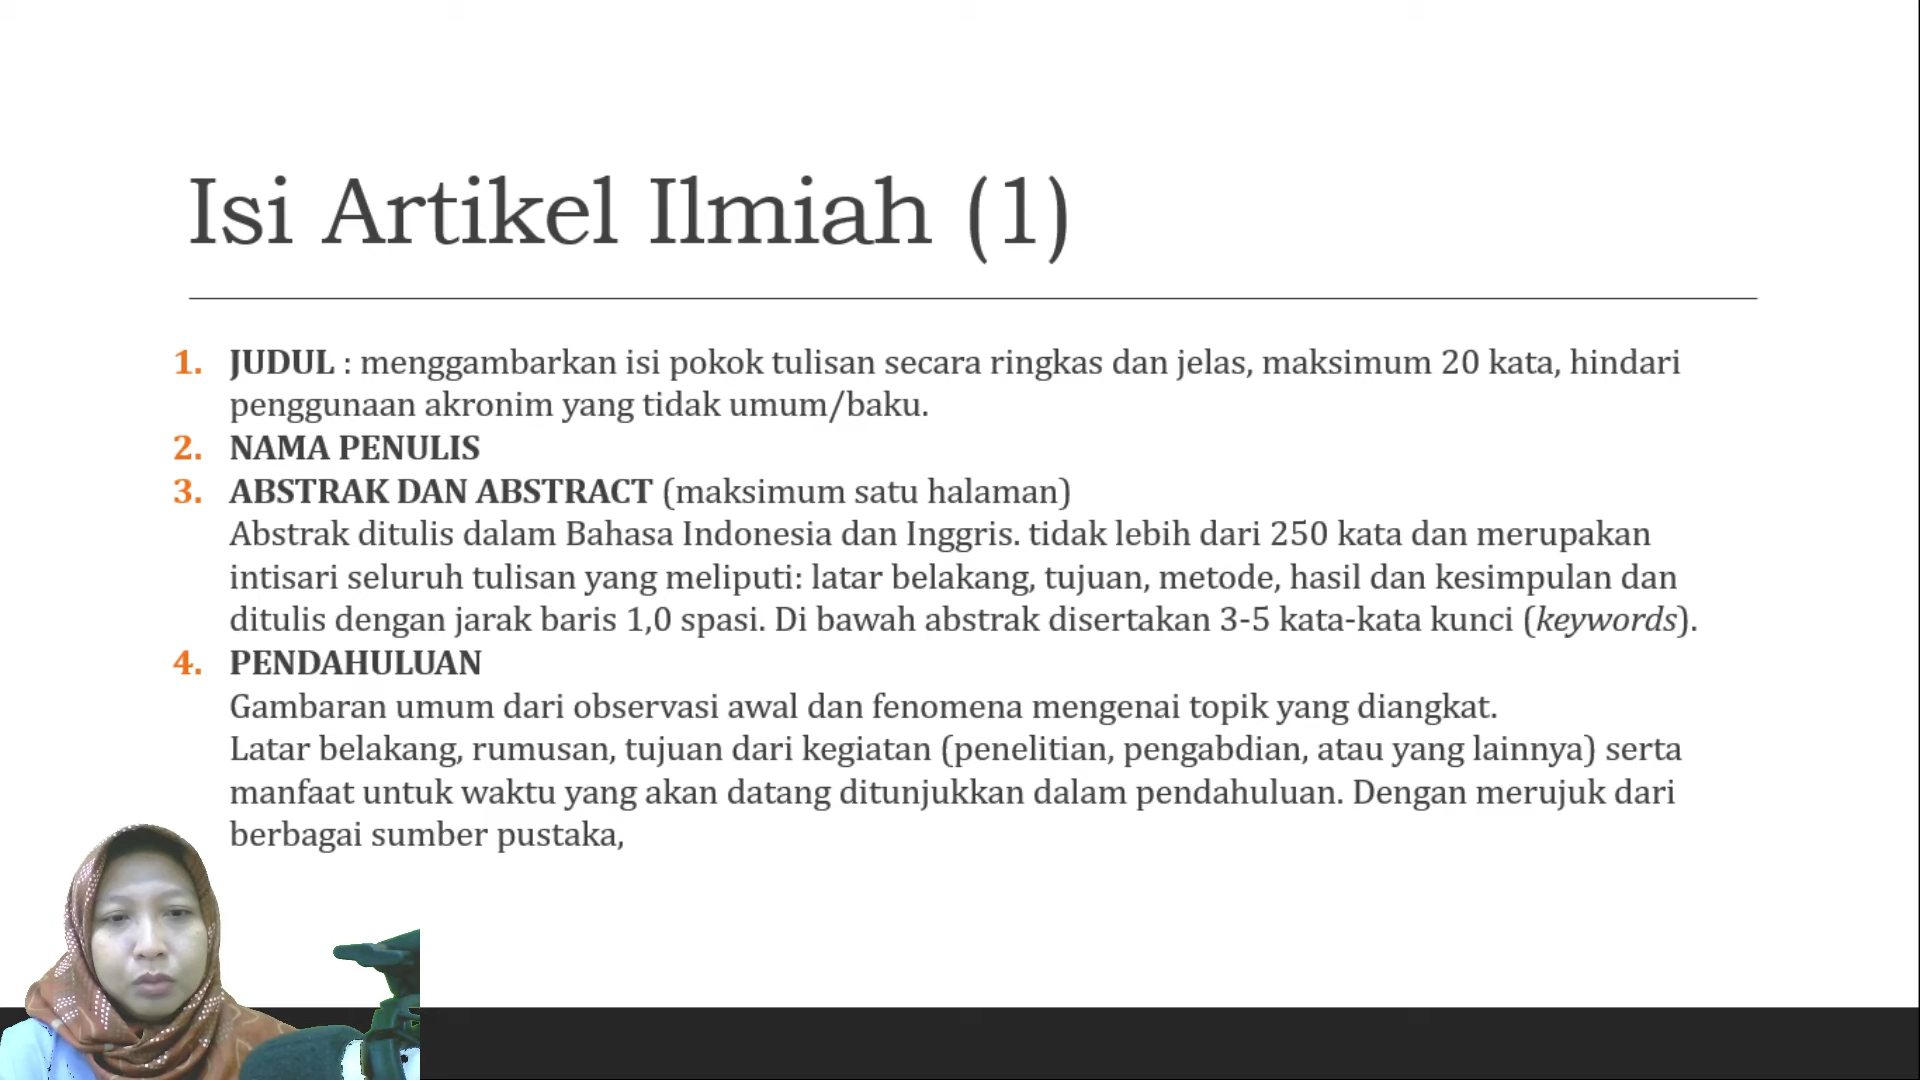 Isi Artikel Ilmiah (1)
1. JUDUL : menggambarkan isi pokok tulisan secara ringkas dan jelas, maksimum 20 kata, hindari
penggunaan akronim yang tidak umum/baku.
2. NAMA PENULIS
3. ABSTRAK DAN ABSTRACT (maksimum satu halaman)
Abstrak ditulis dalam Bahasa Indonesia dan Inggris. tidak lebih dari 250 kata dan merupakan
intisari seluruh tulisan yang meliputi: latar belakang, tujuan, metode, hasil dan kesimpulan dan
ditulis dengan jarak baris 1,0 spasi. Di bawah abstrak disertakan 3-5 kata-kata kunci (keywords).
4. PENDAHULUAN
Gambaran umum dari observasi awal dan fenomena mengenai topik yang diangkat.
Latar belakang, rumusan, tujuan dari kegiatan (penelitian, pengabdian, atau yang lainnya) serta
manfaat untuk waktu yang akan datang ditunjukkan dalam pendahuluan. Dengan merujuk dari
berbagai sumber pustaka,